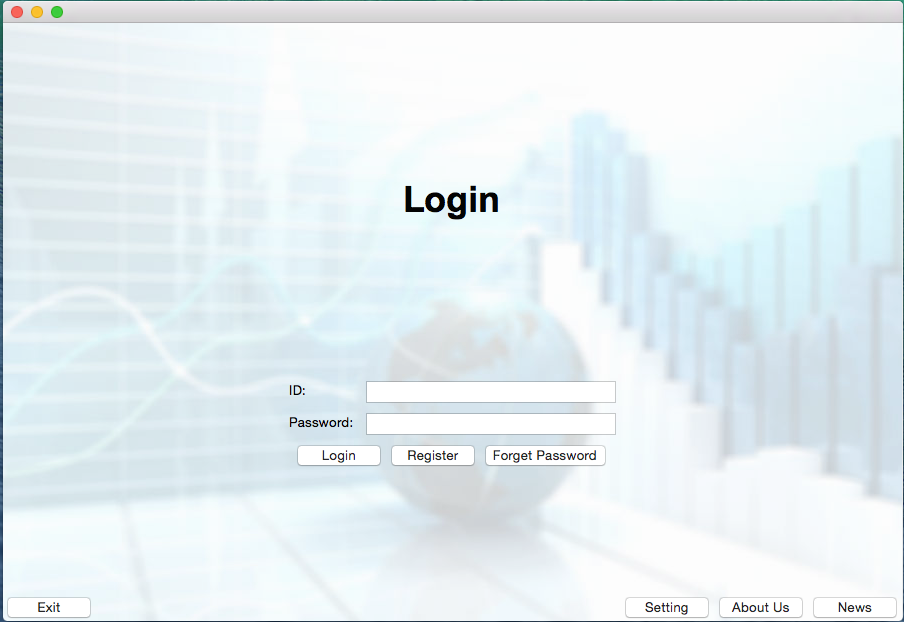 Login
ID:
Password:
Login Register Forget Password
Exit Setting About Us News